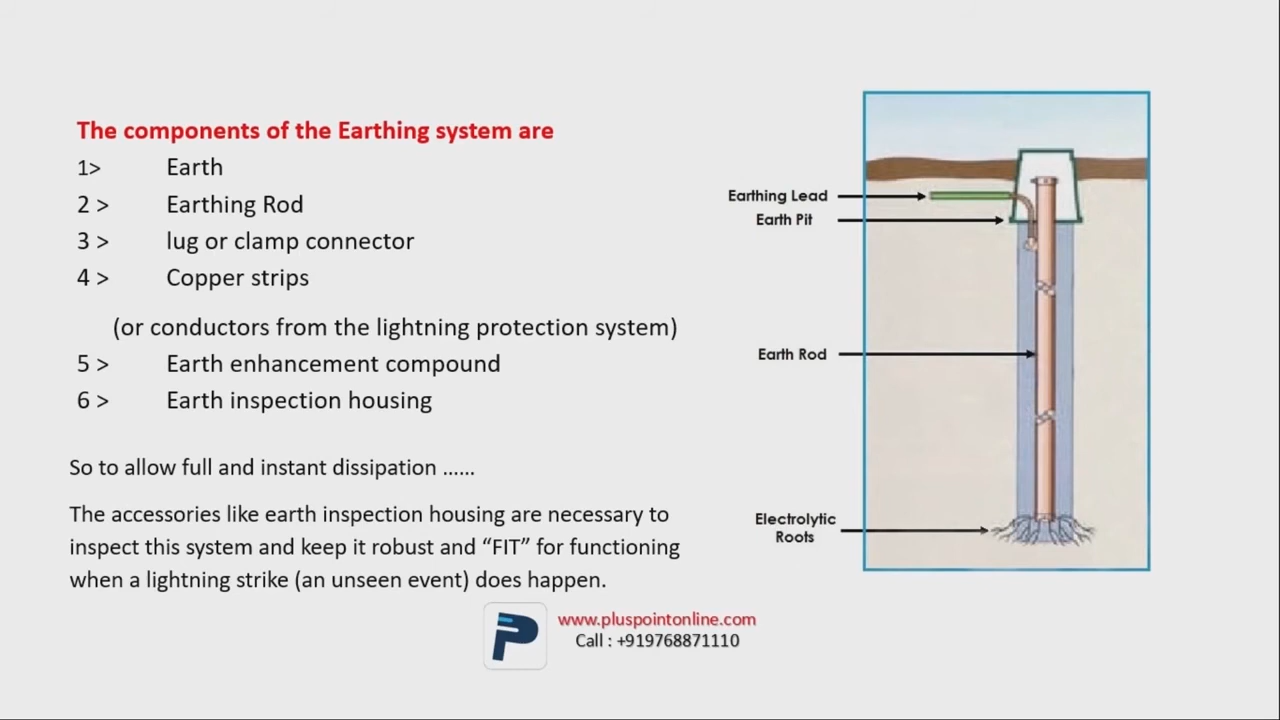 The components of the Earthing system are
1> Earth
2 > Earthing Rod
3 > lug or clamp connector
4 > Copper strips
(or conductors from the lightning protection system)
5 > Earth enhancement compound
6 > Earth inspection housing
So to allow full and instant dissipation ......
The accessories like earth inspection housing are necessary to
inspect this system and keep it robust and “FIT” for functioning
when a lightning strike (an unseen event) does happen.
Earthing Lead
Earth Pit
Earth Rod
Electrolytic
Roots
www.pluspointonline.com
Call : +919768871110